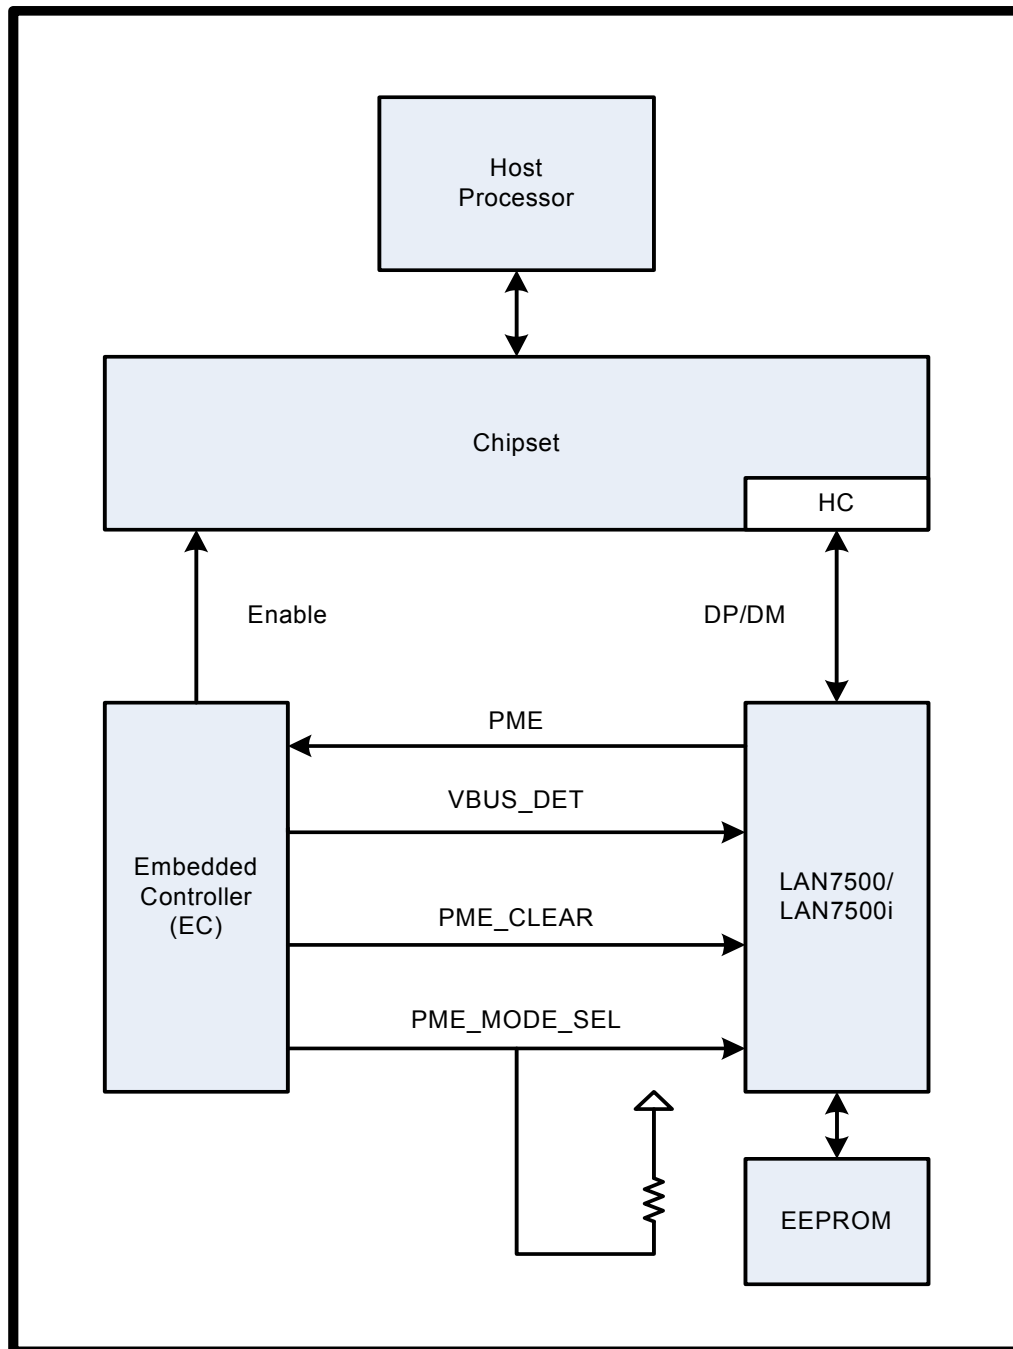 Host
Processor
Chipset
HC
Enable
DP/DM
PME
VBUS_DET
Embedded
Controller
(EC)
LAN7500/
LAN7500i
PME_CLEAR
PME_MODE_SEL
EEPROM